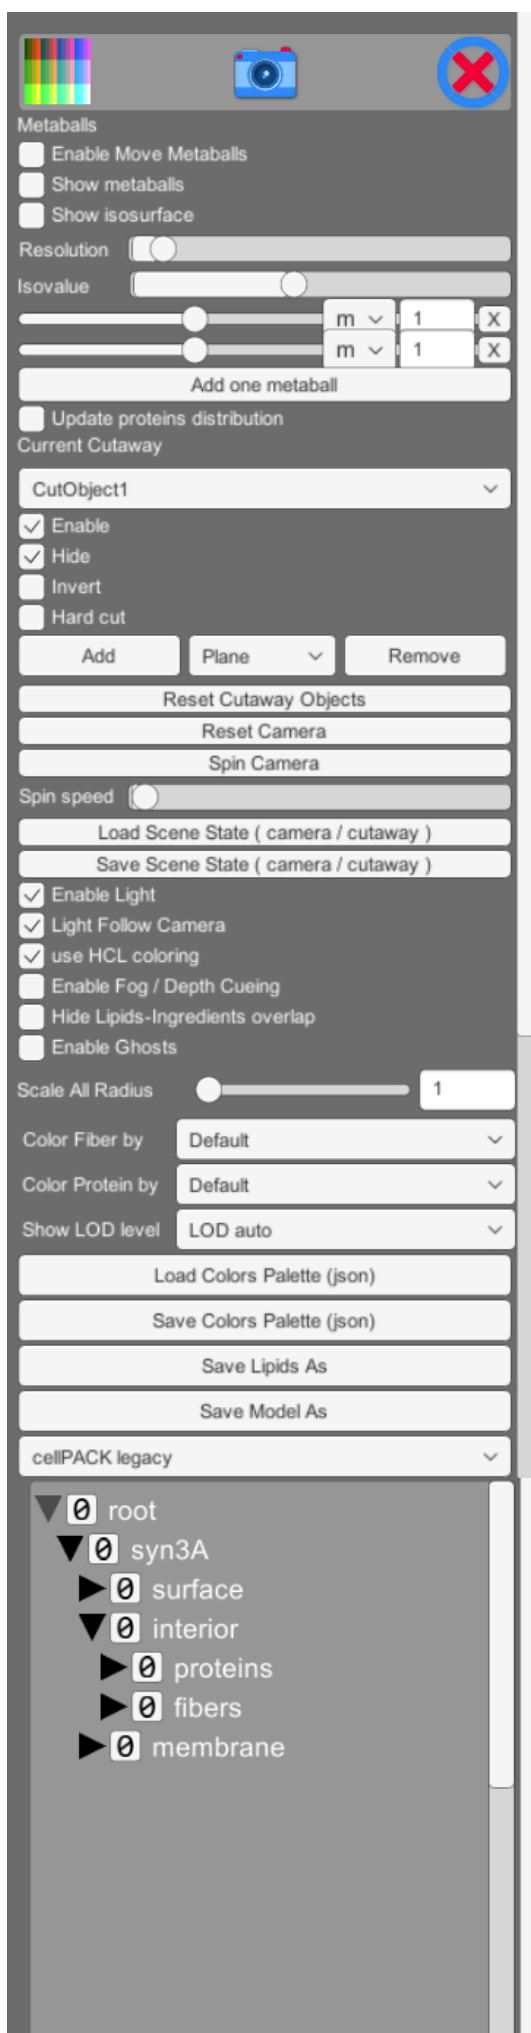 Metaballs
Enable Move Metaballs
Show metaballs
Show isosurface
Resolution
Isovalue
m 1 X
m 1 X
Add one metaball
Update proteins distribution
Current Cutaway
CutObject1
Enable
Hide
Invert
Hard cut
Add Plane Remove
Reset Cutaway Objects
Reset Camera
Spin Camera
Spin speed
Load Scene State ( camera / cutaway )
Save Scene State ( camera / cutaway )
Enable Light
Light Follow Camera
use HCL coloring
Enable Fog / Depth Cueing
Hide Lipids-Ingredients overlap
Enable Ghosts
Scale All Radius 1
Color Fiber by Default
Color Protein by Default
Show LOD level LOD auto
Load Colors Palette (json)
Save Colors Palette (json)
Save Lipids As
Save Model As
cellPACK legacy
0 root
0 syn3A
0 surface
0 interior
0 proteins
0 fibers
0 membrane